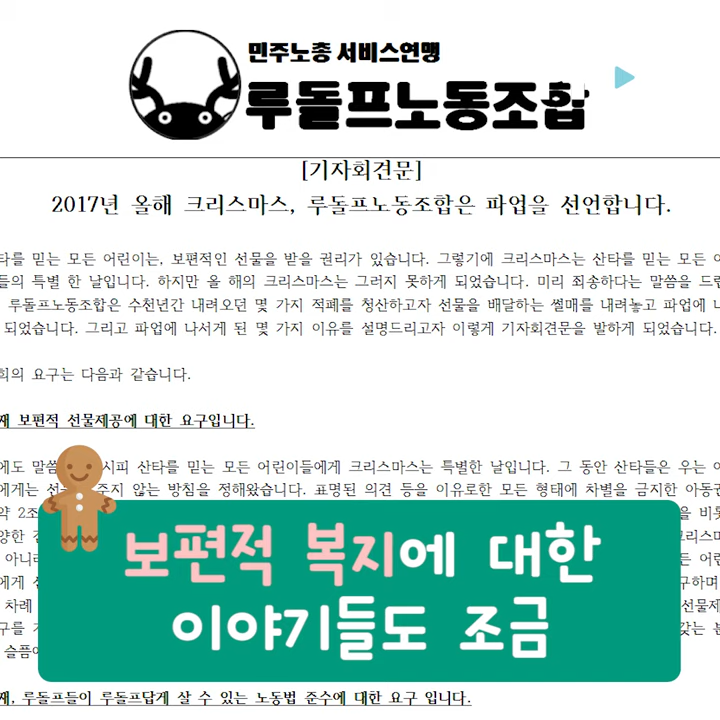 민주노총 서비스연맹
루돌프노동조합
[기자회견문]
2017년 올해 크리스마스, 루돌프노동조합은 파업을 선언합니다.
타를 믿는 모든 어린이는, 보편적인 선물을 받을 권리가 있습니다. 그렇기에 크리스마스는 산타를 믿는 모든
들의 특별 한 날입니다. 하지만 올 해의 크리스마스는 그러지 못하게 되었습니다. 미리 죄송하다는 말씀을
루돌프노동조합은 수천년간 내려오던 몇 가지 적폐를 청산하고자 선물을 배달하는 썰매를 내려놓고 파업에
되었습니다. 그리고 파업에 나서게 된 몇 가지 이유를 설명드리고자 이렇게 기자회견문을 발하게 되었습니다.
희의 요구는 다음과 같습니다.
째 보편적 선물제공에 대한 요구입니다.
에도 말씀 시피 산타를 믿는 모든 어린이들에게 크리스마스는 특별한 날입니다. 그 동안 산타들은 우는
에게는 주지 않는 방침을 정해왔습니다. 표명된 의견 등을 이유로한 모든 형태에 차별을 금지한
약 2조
보편적 복지에 대한
이야기들도 조금
째, 루돌프들이 루돌프답게 살 수 있는 노동법 준수에 대한 요구 입니다.